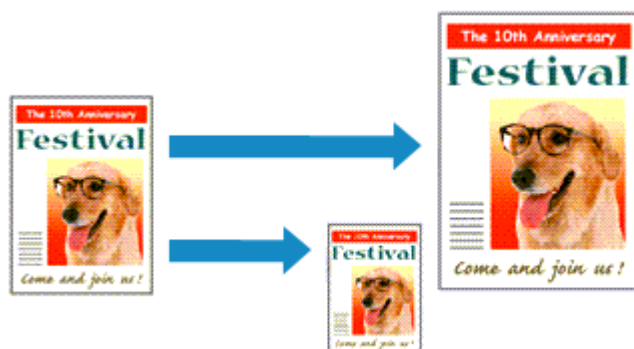 The 10th Anniversary
Festival
Come and join us!
The 10th Anniversary
Festival
Come and join us!
The 10th Anniversary
Festival
Come and join us!